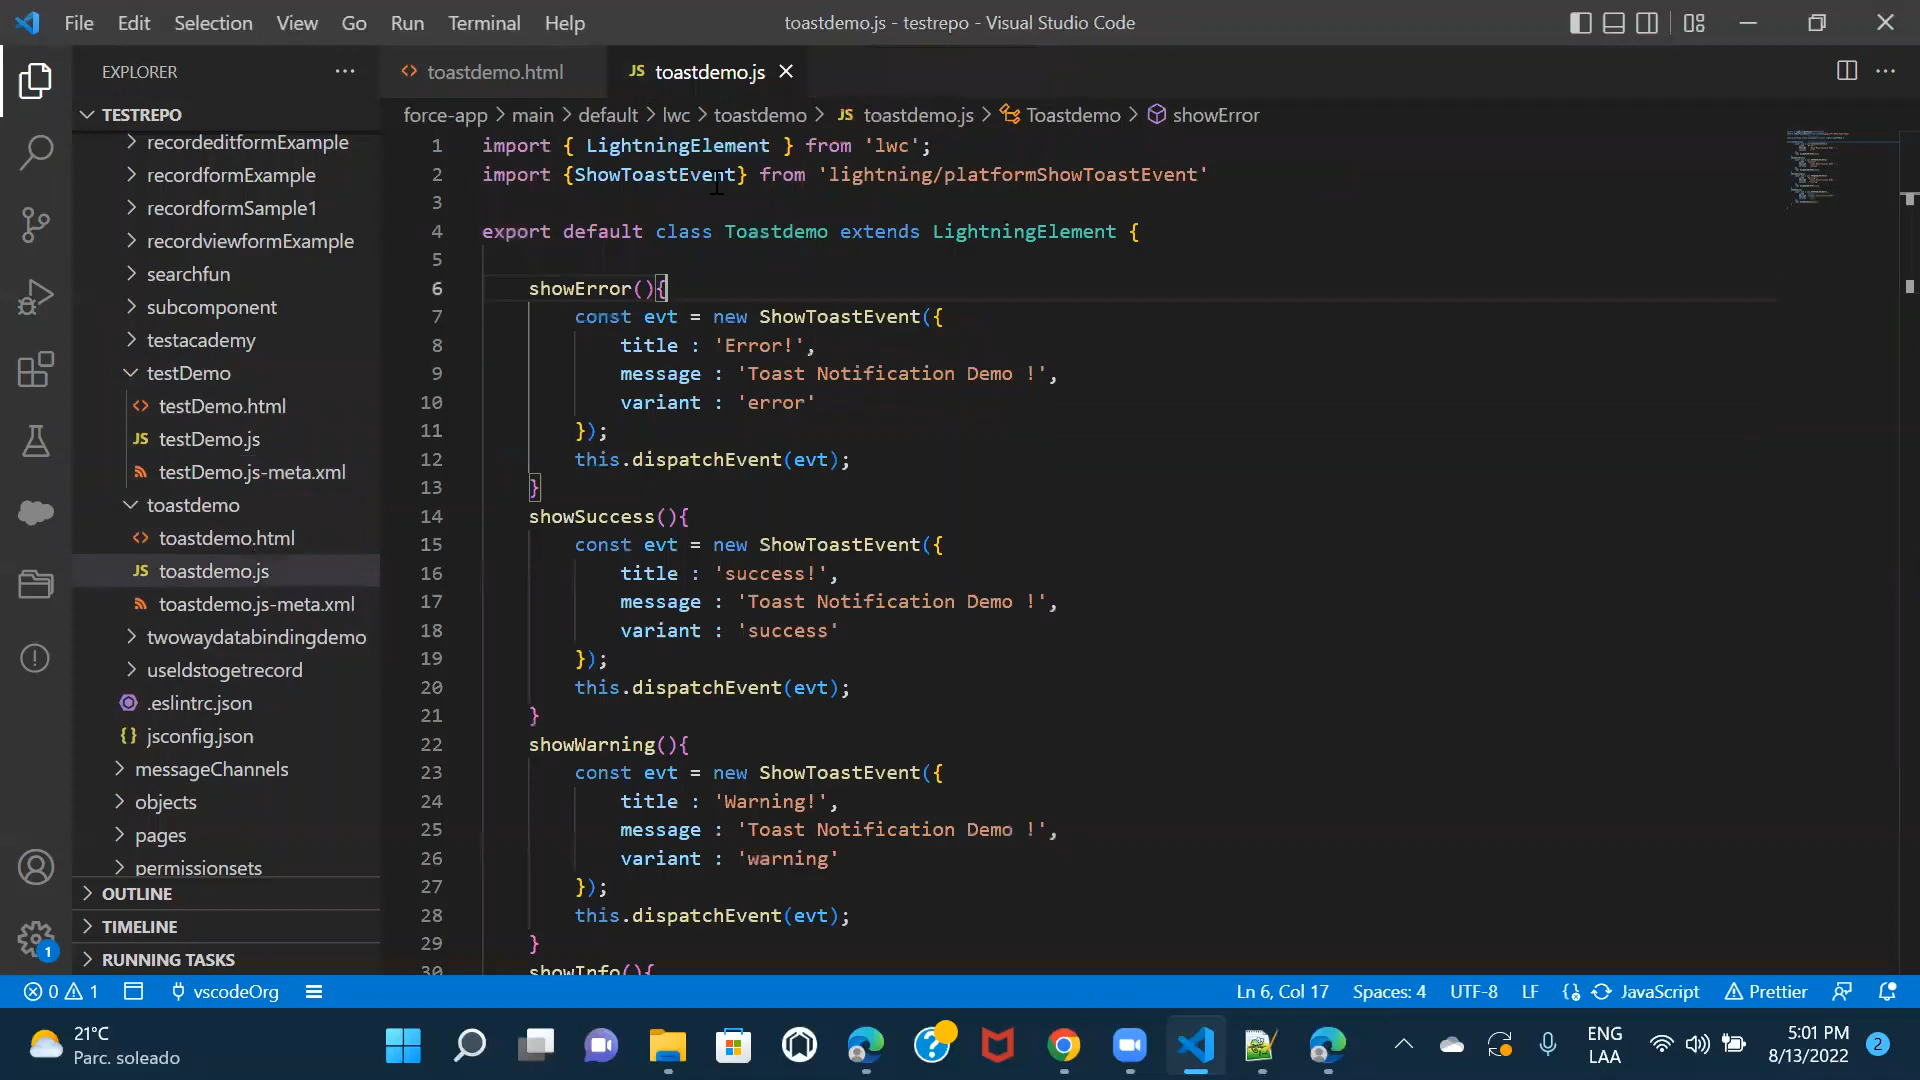 File Edit Selection View Go Run Terminal Help
toastdemo.js - testrepo - Visual Studio Code
EXPLORER
TESTREPO
recordeditformExample
recordformExample
recordformSample1
recordviewformExample
searchfun
subcomponent
testacademy
testDemo
testDemo.html
JS testDemo.js
testDemo.js-meta.xml
toastdemo
toastdemo.html
JS toastdemo.js
toastdemo.js-meta.xml
twowaydatabindingdemo
useldstogetrecord
.eslintrc.json
{} jsconfig.json
messageChannels
objects
pages
permissionsets
OUTLINE
TIMELINE
RUNNING TASKS
1
toastdemo.html
JS toastdemo.js
force-app > main > default > lwc > toastdemo > JS toastdemo.js > Toastdemo > showError
1 import { LightningElement } from 'lwc';
2 import {ShowToastEvent} from 'lightning/platformShowToastEvent'
3
4 export default class Toastdemo extends LightningElement {
5
6 showError(){
7 const evt = new ShowToastEvent({
8 title : 'Error!',
9 message : 'Toast Notification Demo !',
10 variant : 'error'
11 });
12 this.dispatchEvent(evt);
13 }
14 showSuccess(){
15 const evt = new ShowToastEvent({
16 title : 'success!',
17 message : 'Toast Notification Demo !',
18 variant : 'success'
19 });
20 this.dispatchEvent(evt);
21 }
22 showWarning(){
23 const evt = new ShowToastEvent({
24 title : 'Warning!',
25 message : 'Toast Notification Demo !',
26 variant : 'warning'
27 });
28 this.dispatchEvent(evt);
29 }
30 showInfo(){
0 1 vscodeOrg
Ln 6, Col 17 Spaces: 4 UTF-8 LF JavaScript Prettier
21°C
Parc. soleado
ENG
LAA
5:01 PM
8/13/2022
2